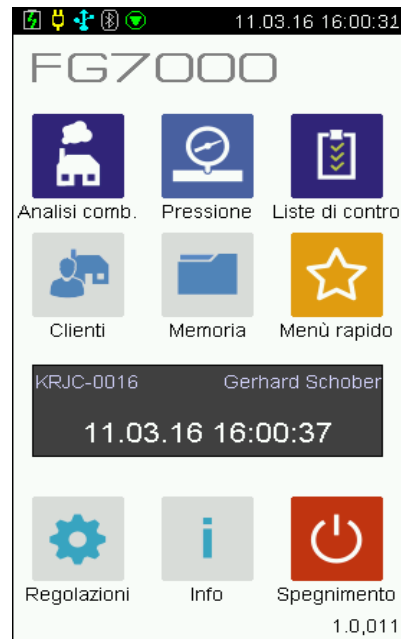 11.03.16 16:00:32
FG7000
Analisi comb. Pressione Liste di contro
Clienti Memoria Menù rapido
KRJC-0016 Gerhard Schober
11.03.16 16:00:37
Regolazioni Info Spegnimento
1.0,011